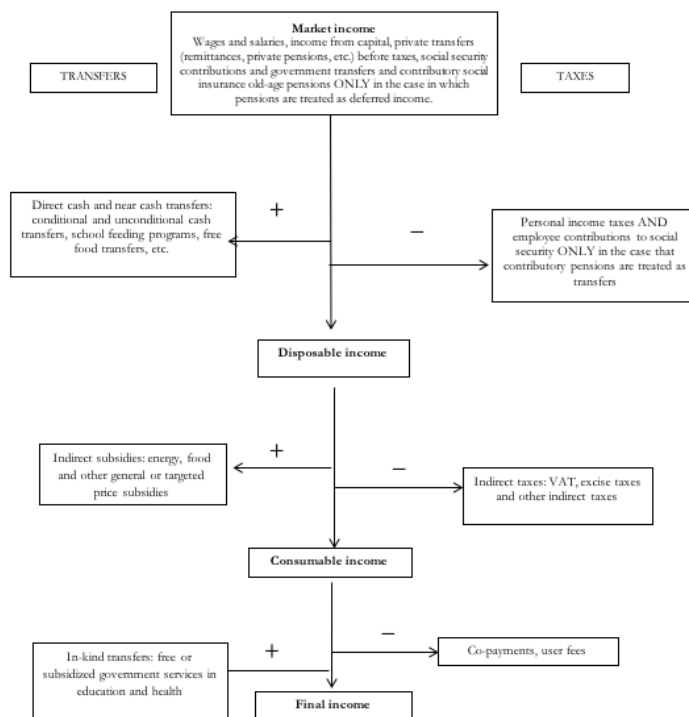 Market income
Wages and salaries, income from capital, private transfers
(remittances, private pensions, etc.) before taxes, social security
contributions and government transfers and contributory social
insurance old-age pensions ONLY in the case in which
pensions are treated as deferred income.
TRANSFERS
TAXES
+
Direct cash and near cash transfers:
conditional and unconditional cash
transfers, school feeding programs, free
food transfers, etc.
–
Personal income taxes AND
employee contributions to social
security ONLY in the case that
contributory pensions are treated as
transfers
Disposable income
+
Indirect subsidies: energy, food
and other general or targeted
price subsidies
–
Indirect taxes: VAT, excise taxes
and other indirect taxes
Consumable income
+
In-kind transfers: free or
subsidized government services in
education and health
–
Co-payments, user fees
Final income